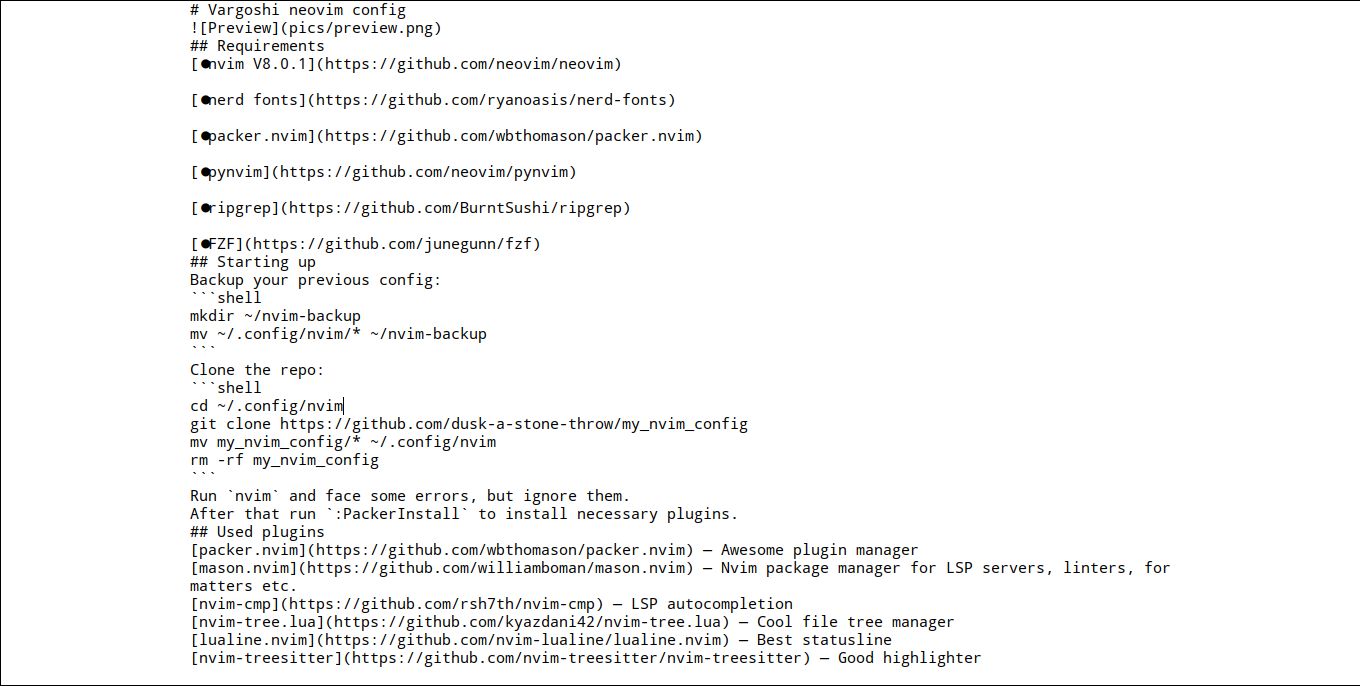 # Vargoshi neovim config
![Preview](pics/preview.png)
## Requirements
[●nvim V8.0.1](https://github.com/neovim/neovim)
[●nerd fonts](https://github.com/ryanoasis/nerd-fonts)
[●packer.nvim](https://github.com/wbthomason/packer.nvim)
[●pynvim](https://github.com/neovim/pynvim)
[●ripgrep](https://github.com/BurntSushi/ripgrep)
[●FZF](https://github.com/junegunn/fzf)
## Starting up
Backup your previous config:
```shell
mkdir ~/nvim-backup
mv ~/.config/nvim/* ~/nvim-backup
```
Clone the repo:
```shell
cd ~/.config/nvim
git clone https://github.com/dusk-a-stone-throw/my_nvim_config
mv my_nvim_config/* ~/.config/nvim
rm -rf my_nvim_config
```
Run `nvim` and face some errors, but ignore them.
After that run `:PackerInstall` to install necessary plugins.
## Used plugins
[packer.nvim](https://github.com/wbthomason/packer.nvim) — Awesome plugin manager
[mason.nvim](https://github.com/williamboman/mason.nvim) — Nvim package manager for LSP servers, linters, for
matters etc.
[nvim-cmp](https://github.com/rsh7th/nvim-cmp) — LSP autocompletion
[nvim-tree.lua](https://github.com/kyazdani42/nvim-tree.lua) — Cool file tree manager
[lualine.nvim](https://github.com/nvim-lualine/lualine.nvim) — Best statusline
[nvim-treesitter](https://github.com/nvim-treesitter/nvim-treesitter) — Good highlighter